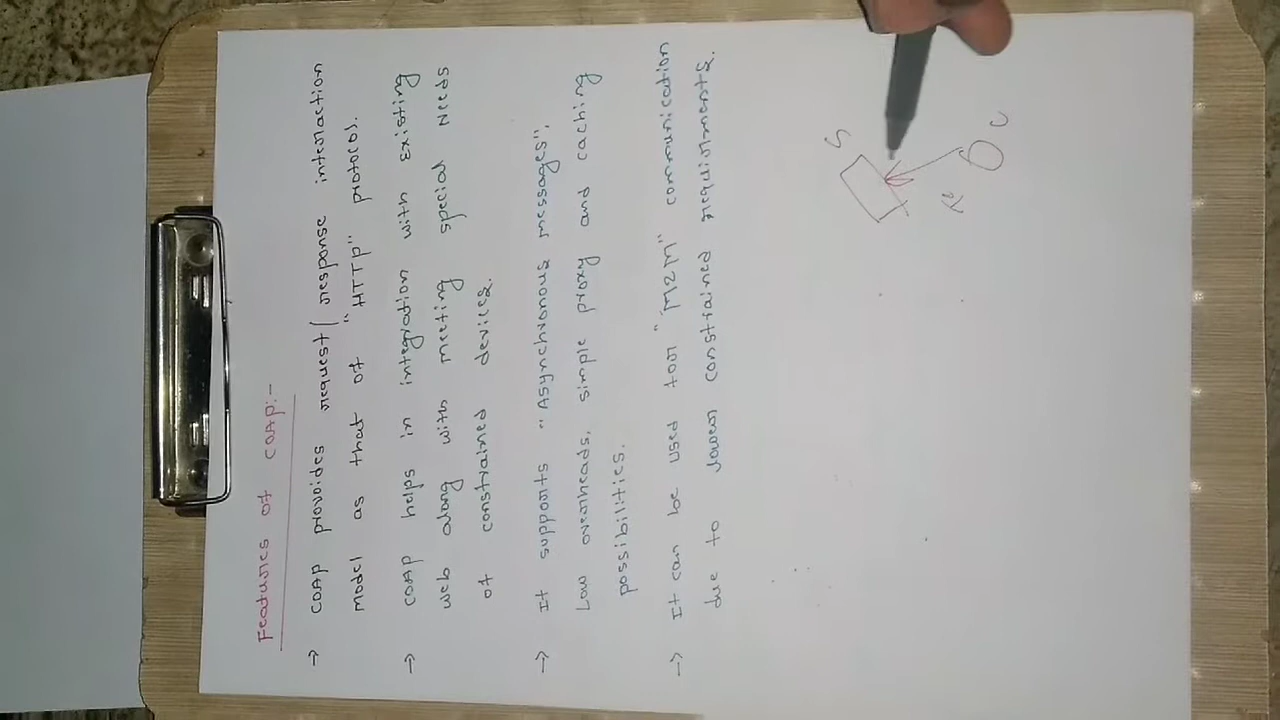 Features of COAP:-
→ COAP provoides request/response interaction
model as that of "HTTP" protocol.
→ COAP helps in integration with existing
web along with meeting special needs
of constrained devices.
→ It supports "Asynchronous messages",
Low overheads, simple proxy and caching
possibilities.
→ It can be used for "M2M" communication
due to lower constrained requirments.
S
C